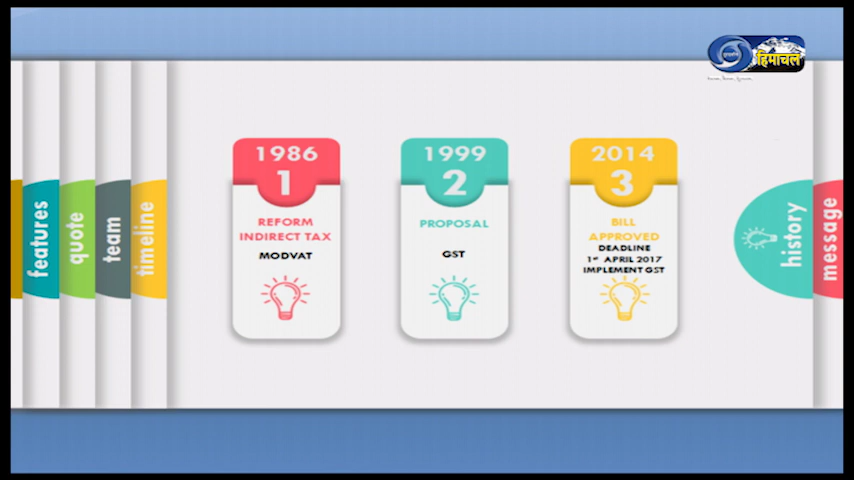 हिमाचल
1986
1
REFORM
INDIRECT TAX
MODVAT
1999
2
PROPOSAL
GST
2014
3
BILL
APPROVED
DEADLINE
1st APRIL 2017
IMPLEMENT GST
features
quote
team
timeline
history
message